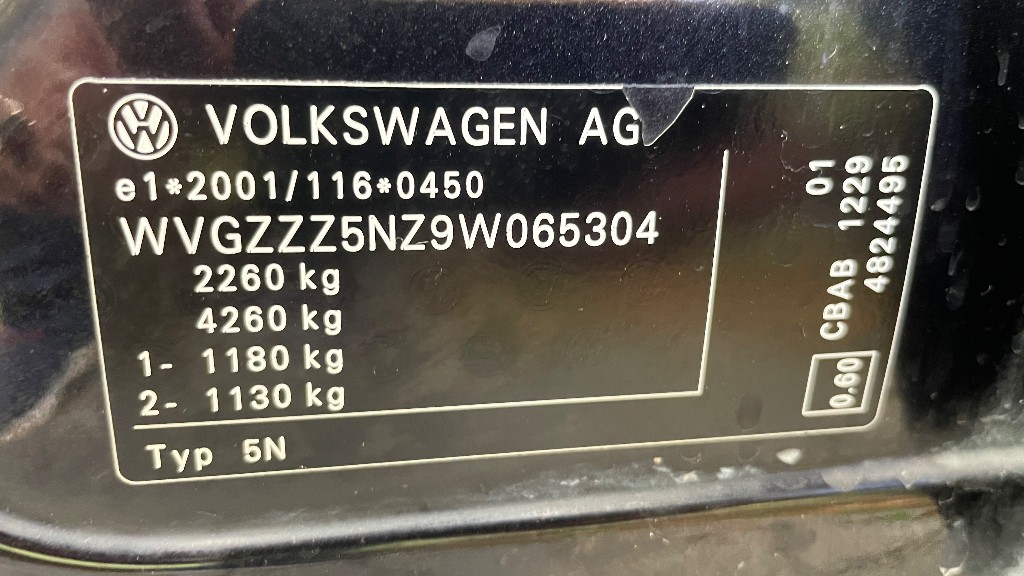 VOLKSWAGEN AG
e1*2001/116*0450
WVGZZZ5NZ9W065304
2260 kg
4260 kg
1- 1180 kg
2- 1130 kg
Typ 5N
0.60 CBAB 1229 01
4824495